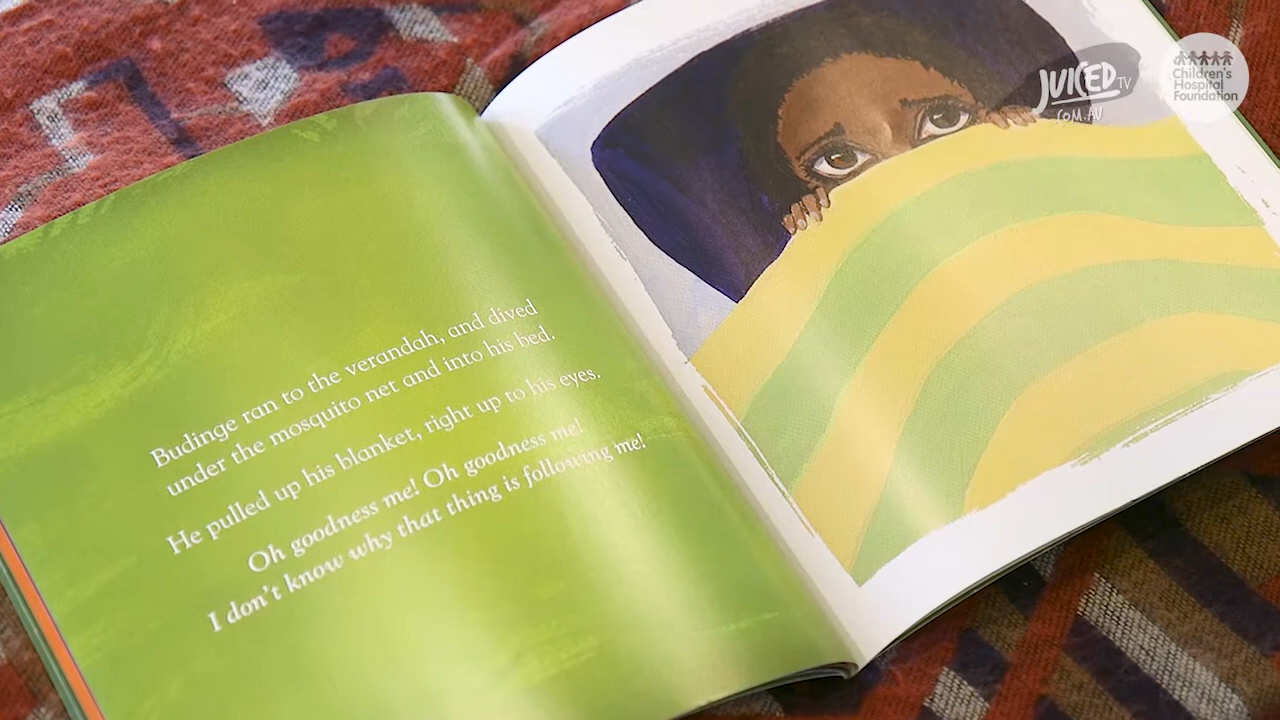 Budinge ran to the verandah, and dived
under the mosquito net and into his bed.
He pulled up his blanket, right up to his eyes.
Oh goodness me! Oh goodness me!
I don't know why that thing is following me!
JUICED TV
.COM.AU
Children's
Hospital
Foundation